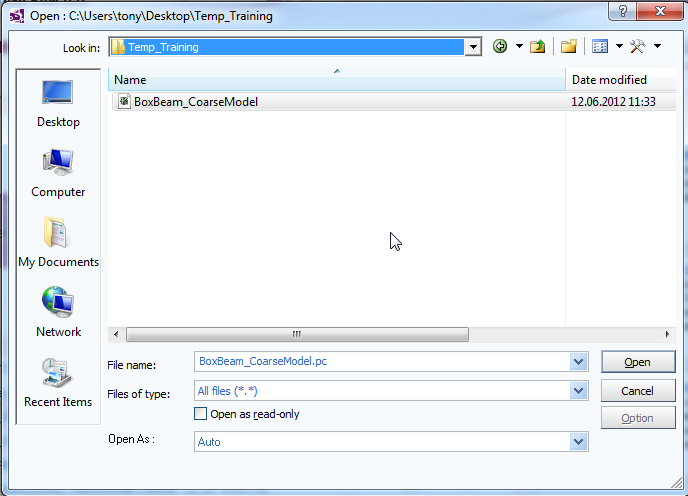 Open : C:\Users\tony\Desktop\Temp_Training
Look in: Temp_Training
Name Date modified
BoxBeam_CoarseModel 12.06.2012 11:33
Desktop
Computer
My Documents
Network
Recent Items
File name: BoxBeam_CoarseModel.pc Open
Files of type: All files (*.*) Cancel
Open as read-only Option
Open As : Auto